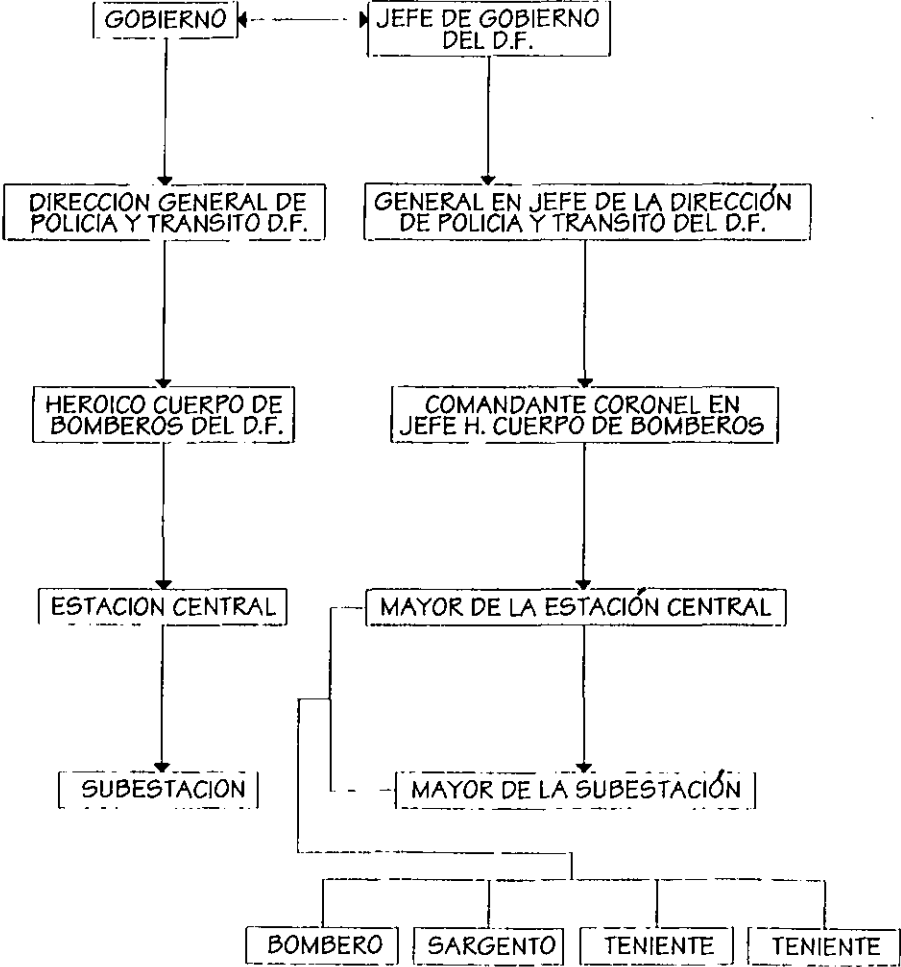 GOBIERNO
JEFE DE GOBIERNO
DEL D.F.
DIRECCION GENERAL DE
POLICIA Y TRANSITO D.F.
GENERAL EN JEFE DE LA DIRECCIÓN
DE POLICIA Y TRANSITO DEL D.F.
HEROICO CUERPO DE
BOMBEROS DEL D.F.
COMANDANTE CORONEL EN
JEFE H. CUERPO DE BOMBEROS
ESTACION CENTRAL
MAYOR DE LA ESTACIÓN CENTRAL
SUBESTACION
MAYOR DE LA SUBESTACIÓN
BOMBERO
SARGENTO
TENIENTE
TENIENTE